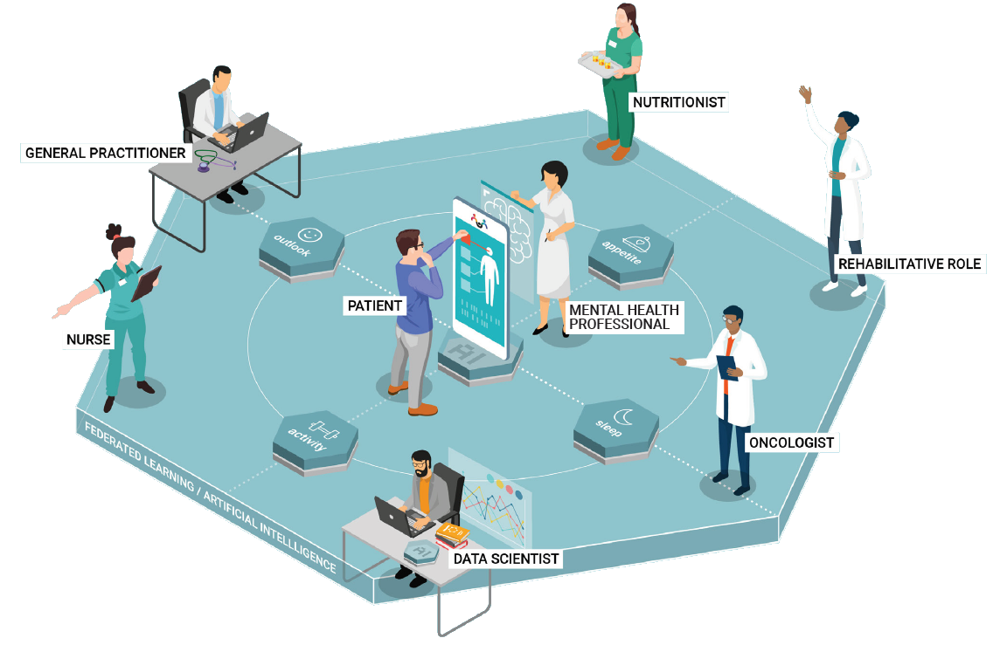 NUTRITIONIST
GENERAL PRACTITIONER
outlook
appetite
REHABILITATIVE ROLE
PATIENT
MENTAL HEALTH
PROFESSIONAL
NURSE
AI
activity
sleep
ONCOLOGIST
FEDERATED LEARNING / ARTIFICIAL INTELLLIGENCE
AI
DATA SCIENTIST